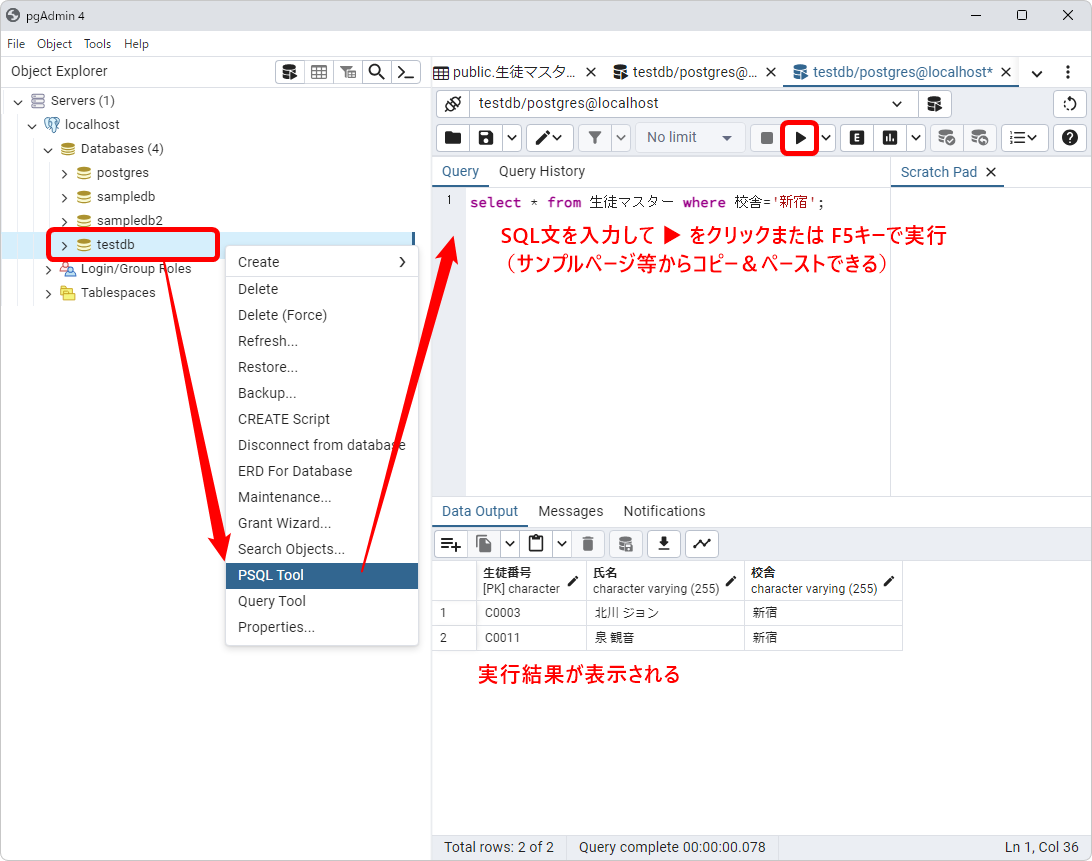 pgAdmin 4
File Object Tools Help
Object Explorer
Servers (1)
localhost
Databases (4)
postgres
sampledb
sampledb2
testdb
Login/Group Roles
Tablespaces
Create
Delete
Delete (Force)
Refresh...
Restore...
Backup...
CREATE Script
Disconnect from database
ERD For Database
Maintenance...
Grant Wizard...
Search Objects...
PSQL Tool
Query Tool
Properties...
public.生徒マスタ... testdb/postgres@... testdb/postgres@localhost*
testdb/postgres@localhost
No limit
E
Query Query History
Scratch Pad
1 select * from 生徒マスター where 校舎='新宿';
SQL文を入力して ▶ をクリックまたは F5キーで実行
（サンプルページ等からコピー＆ペーストできる）
Data Output Messages Notifications
生徒番号 氏名 校舎
[PK] character character varying (255) character varying (255)
1 C0003 北川 ジョン 新宿
2 C0011 泉 観音 新宿
実行結果が表示される
Total rows: 2 of 2 Query complete 00:00:00.078 Ln 1, Col 36